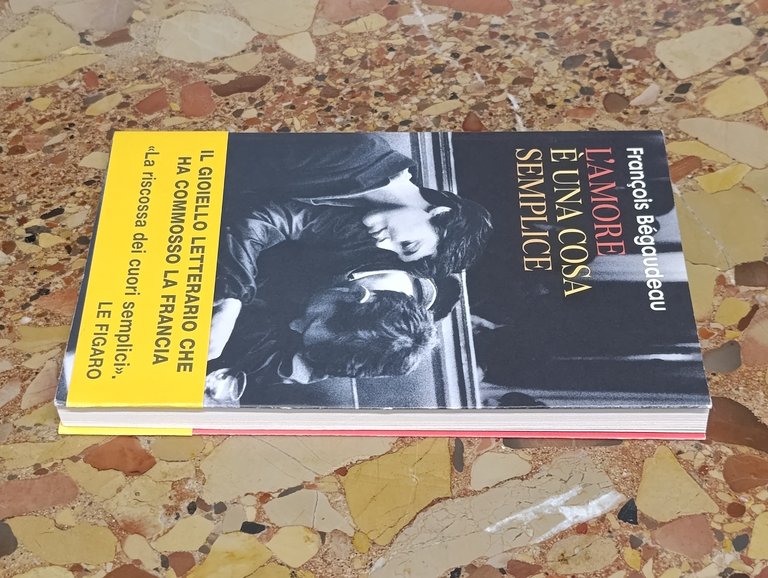 François Bégaudeau
L'AMORE
È UNA COSA
SEMPLICE
IL GIOIELLO LETTERARIO CHE
HA COMMOSSO LA FRANCIA
«La riscossa dei cuori semplici».
LE FIGARO